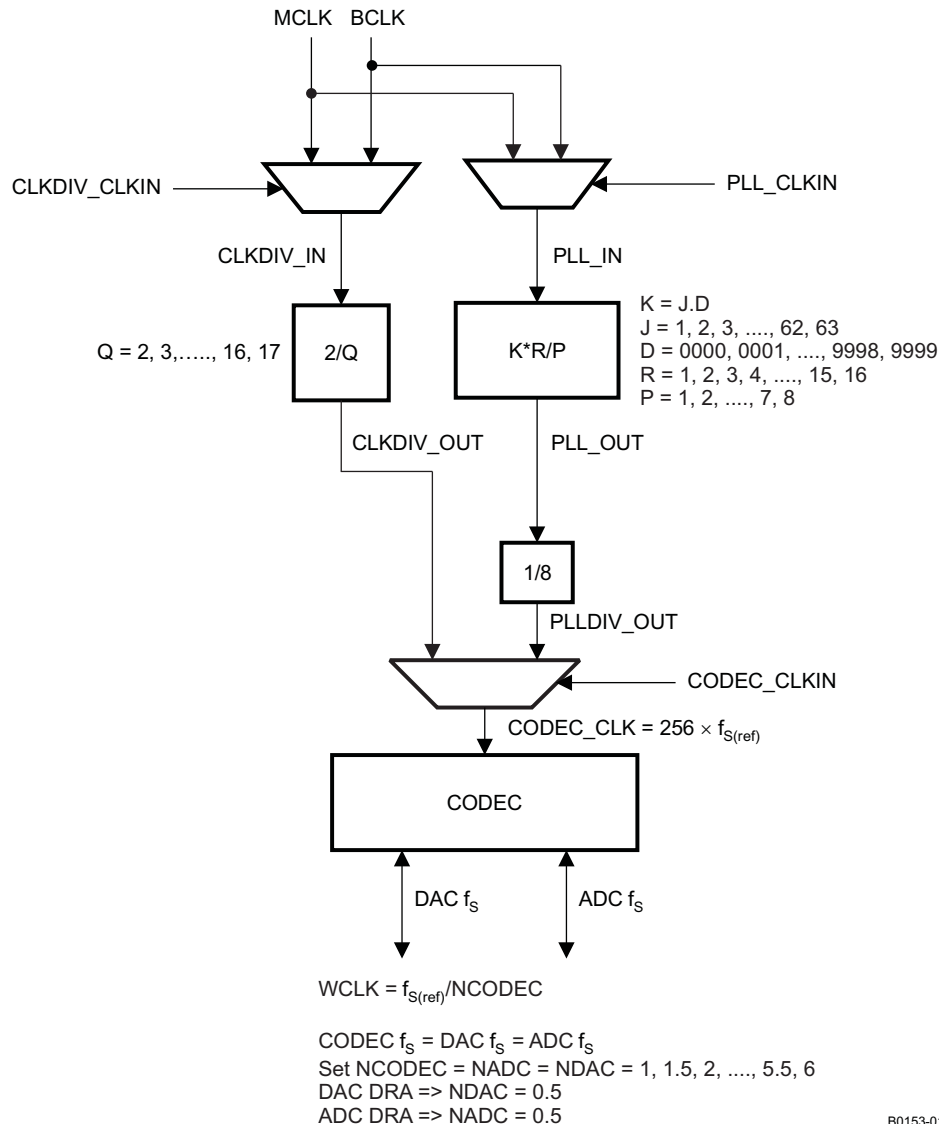 MCLK BCLK
CLKDIV_CLKIN
PLL_CLKIN
CLKDIV_IN
PLL_IN
Q = 2, 3,....., 16, 17
2/Q
K*R/P
K = J.D
J = 1, 2, 3, ...., 62, 63
D = 0000, 0001, ...., 9998, 9999
R = 1, 2, 3, 4, ...., 15, 16
P = 1, 2, ...., 7, 8
CLKDIV_OUT
PLL_OUT
1/8
PLLDIV_OUT
CODEC_CLKIN
CODEC_CLK = 256 × fS(ref)
CODEC
DAC fS
ADC fS
WCLK = fS(ref)/NCODEC
CODEC fS = DAC fS = ADC fS
Set NCODEC = NADC = NDAC = 1, 1.5, 2, ...., 5.5, 6
DAC DRA => NDAC = 0.5
ADC DRA => NADC = 0.5